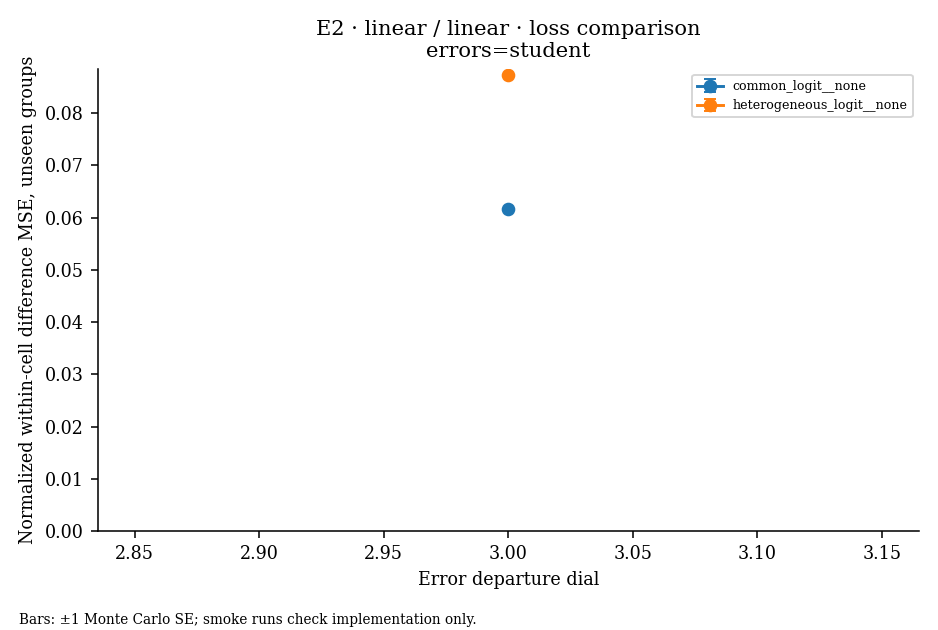 E2 · linear / linear · loss comparison
errors=student
Normalized within-cell difference MSE, unseen groups
common_logit__none
heterogeneous_logit__none
0.08
0.07
0.06
0.05
0.04
0.03
0.02
0.01
0.00
2.85 2.90 2.95 3.00 3.05 3.10 3.15
Error departure dial
Bars: ±1 Monte Carlo SE; smoke runs check implementation only.